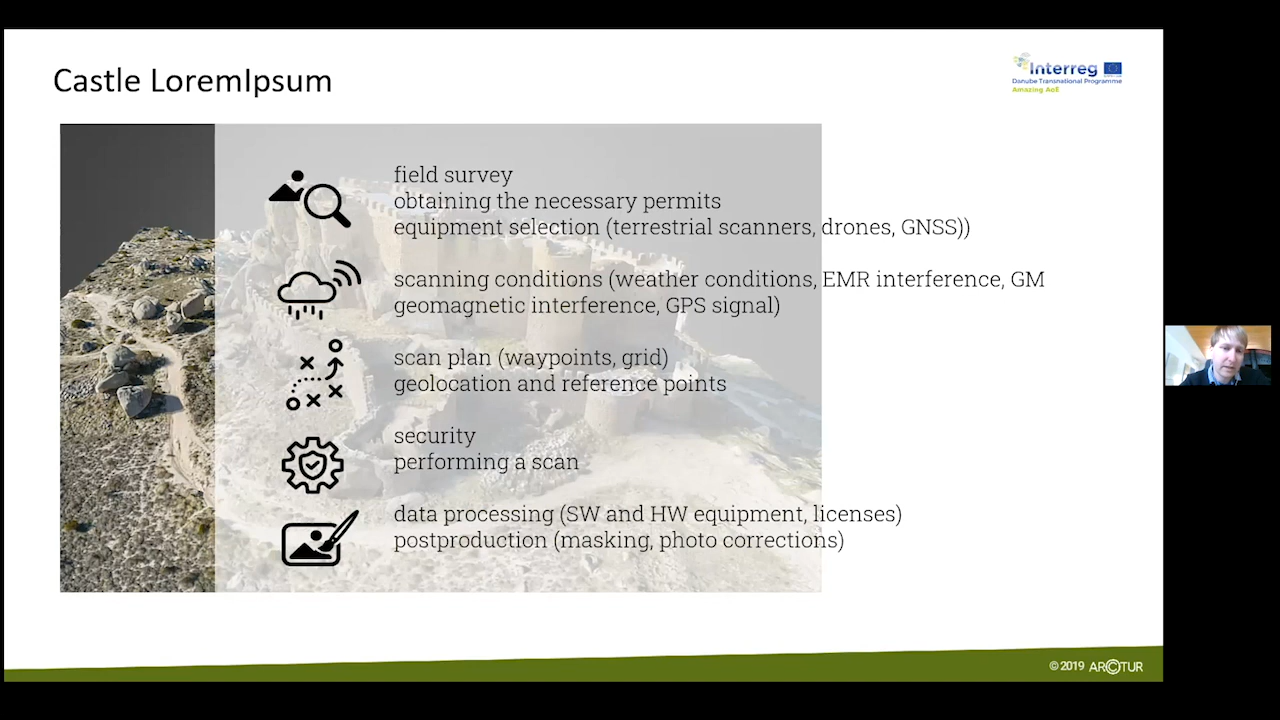 Castle LoremIpsum
Interreg
Danube Transnational Programme
Amazing AoE
field survey
obtaining the necessary permits
equipment selection (terrestrial scanners, drones, GNSS))
scanning conditions (weather conditions, EMR interference, GM
geomagnetic interference, GPS signal)
scan plan (waypoints, grid)
geolocation and reference points
security
performing a scan
data processing (SW and HW equipment, licenses)
postproduction (masking, photo corrections)
© 2019 ARCTUR